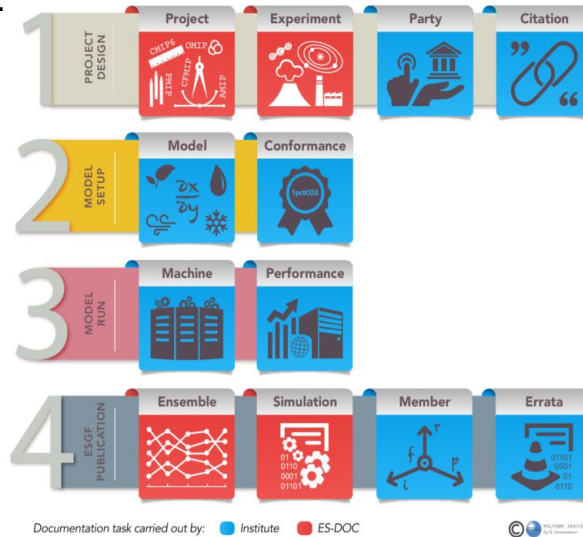 1
PROJECT
DESIGN
Project
Experiment
Party
Citation
CMIP6
OMIP
PMIP
CFMIP
AMIP
2
MODEL
SETUP
Model
Conformance
∂x
∂y
1pctCO2
3
MODEL
RUN
Machine
Performance
4
ESGF
PUBLICATION
Ensemble
Simulation
Member
Errata
01
0110
0001
01101
r
f
i
p
01101
0001
0110
01
Documentation task carried out by:
Institute
ES-DOC
©